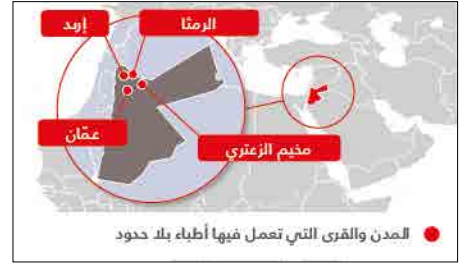 إربد
الرمثا
عمّان
مخيم الزعتري
المدن والقرى التي تعمل فيها أطباء بلا حدود